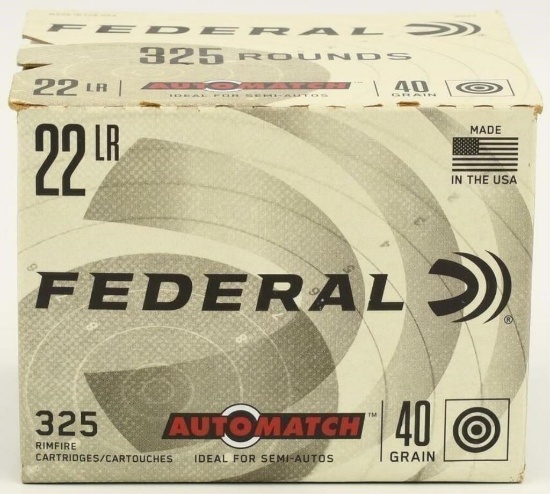 FEDERAL
325 ROUNDS
22 LR
AUTOMATCH
IDEAL FOR SEMI-AUTOS
40
GRAIN
22 LR
MADE
IN THE USA
FEDERAL ®
325
RIMFIRE
CARTRIDGES/CARTOUCHES
AUTOMATCH™
IDEAL FOR SEMI-AUTOS
40
GRAIN